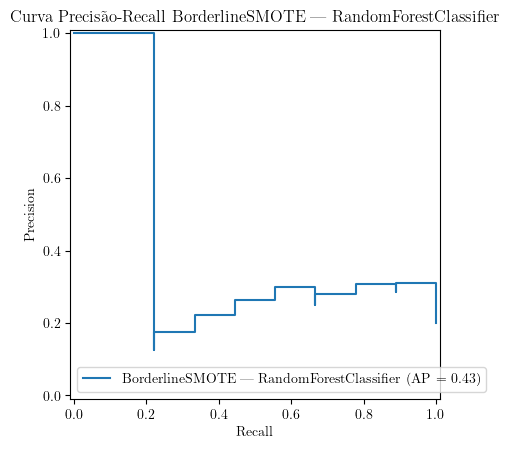 Curva Precisão-Recall BorderlineSMOTE — RandomForestClassifier
1.0
0.8
0.6
0.4
0.2
0.0
Precision
BorderlineSMOTE — RandomForestClassifier (AP = 0.43)
0.0 0.2 0.4 0.6 0.8 1.0
Recall